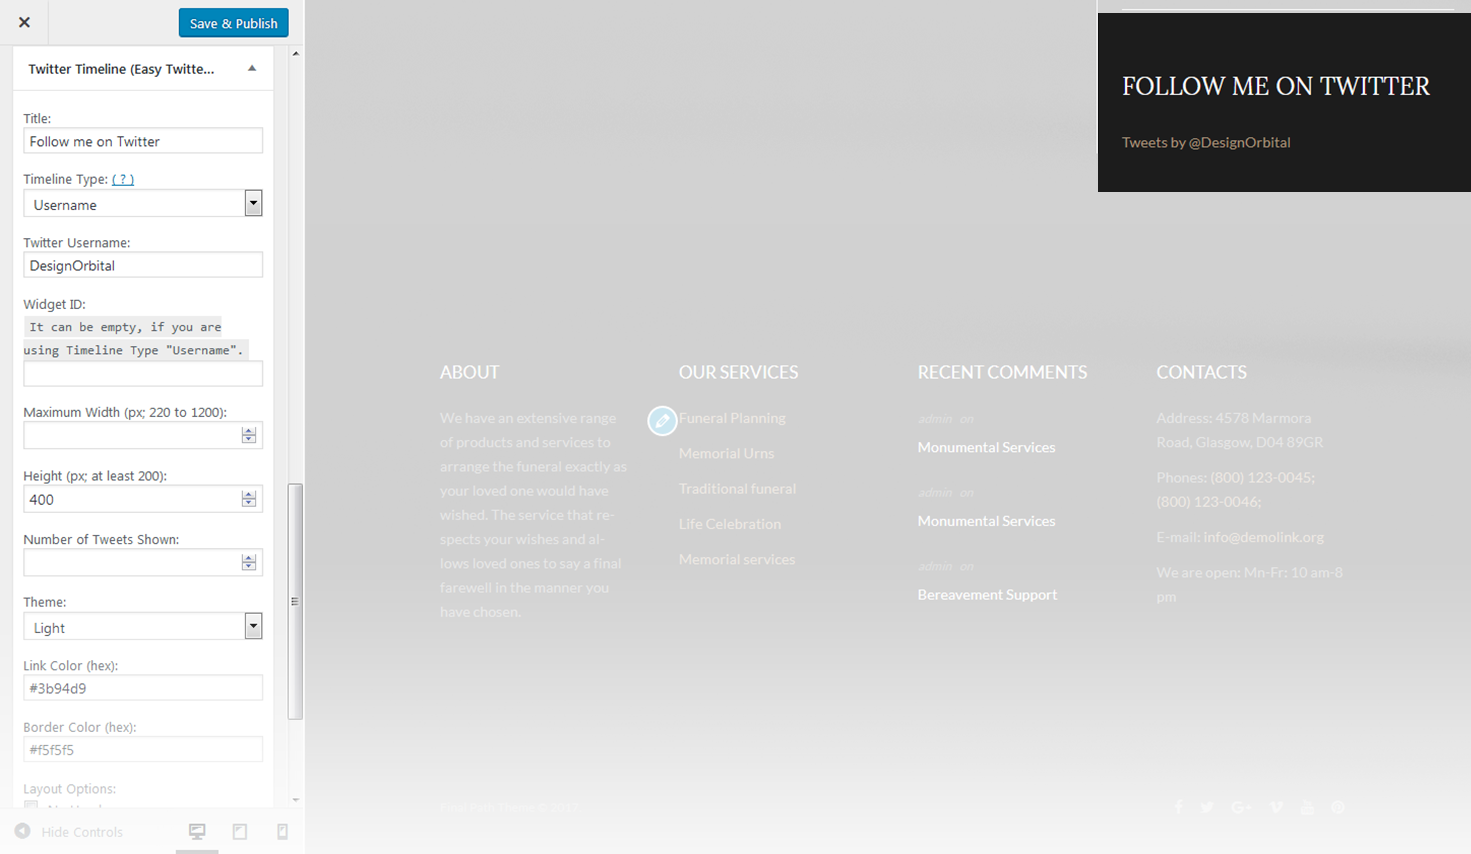 Save & Publish
Twitter Timeline (Easy Twitte...
Title:
Follow me on Twitter
Timeline Type: ( ? )
Username
Twitter Username:
DesignOrbital
Widget ID:
It can be empty, if you are
using Timeline Type "Username".
Maximum Width (px; 220 to 1200):
Height (px; at least 200):
400
Number of Tweets Shown:
Theme:
Light
Link Color (hex):
#3b94d9
Border Color (hex):
#f5f5f5
Layout Options:
Hide Controls
FOLLOW ME ON TWITTER
Tweets by @DesignOrbital
ABOUT
We have an extensive range
of products and services to
arrange the funeral exactly as
your loved one would have
wished. The service that re-
spects your wishes and al-
lows loved ones to say a final
farewell in the manner you
have chosen.
OUR SERVICES
Funeral Planning
Memorial Urns
Traditional funeral
Life Celebration
Memorial services
RECENT COMMENTS
admin on
Monumental Services
admin on
Monumental Services
admin on
Bereavement Support
CONTACTS
Address: 4578 Marmora
Road, Glasgow, D04 89GR
Phones: (800) 123-0045;
(800) 123-0046;
E-mail: info@demolink.org
We are open: Mn-Fr: 10 am-8
pm